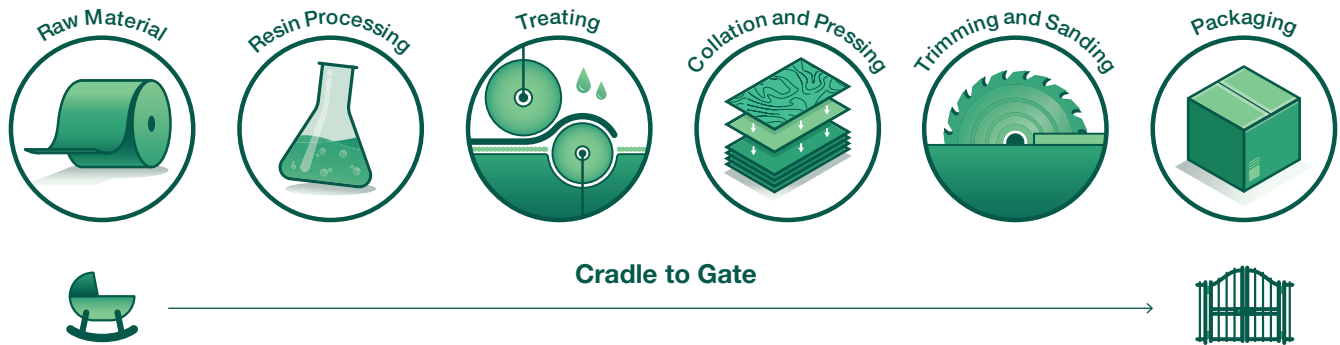 Raw Material
Resin Processing
Treating
Collation and Pressing
Trimming and Sanding
Packaging
Cradle to Gate